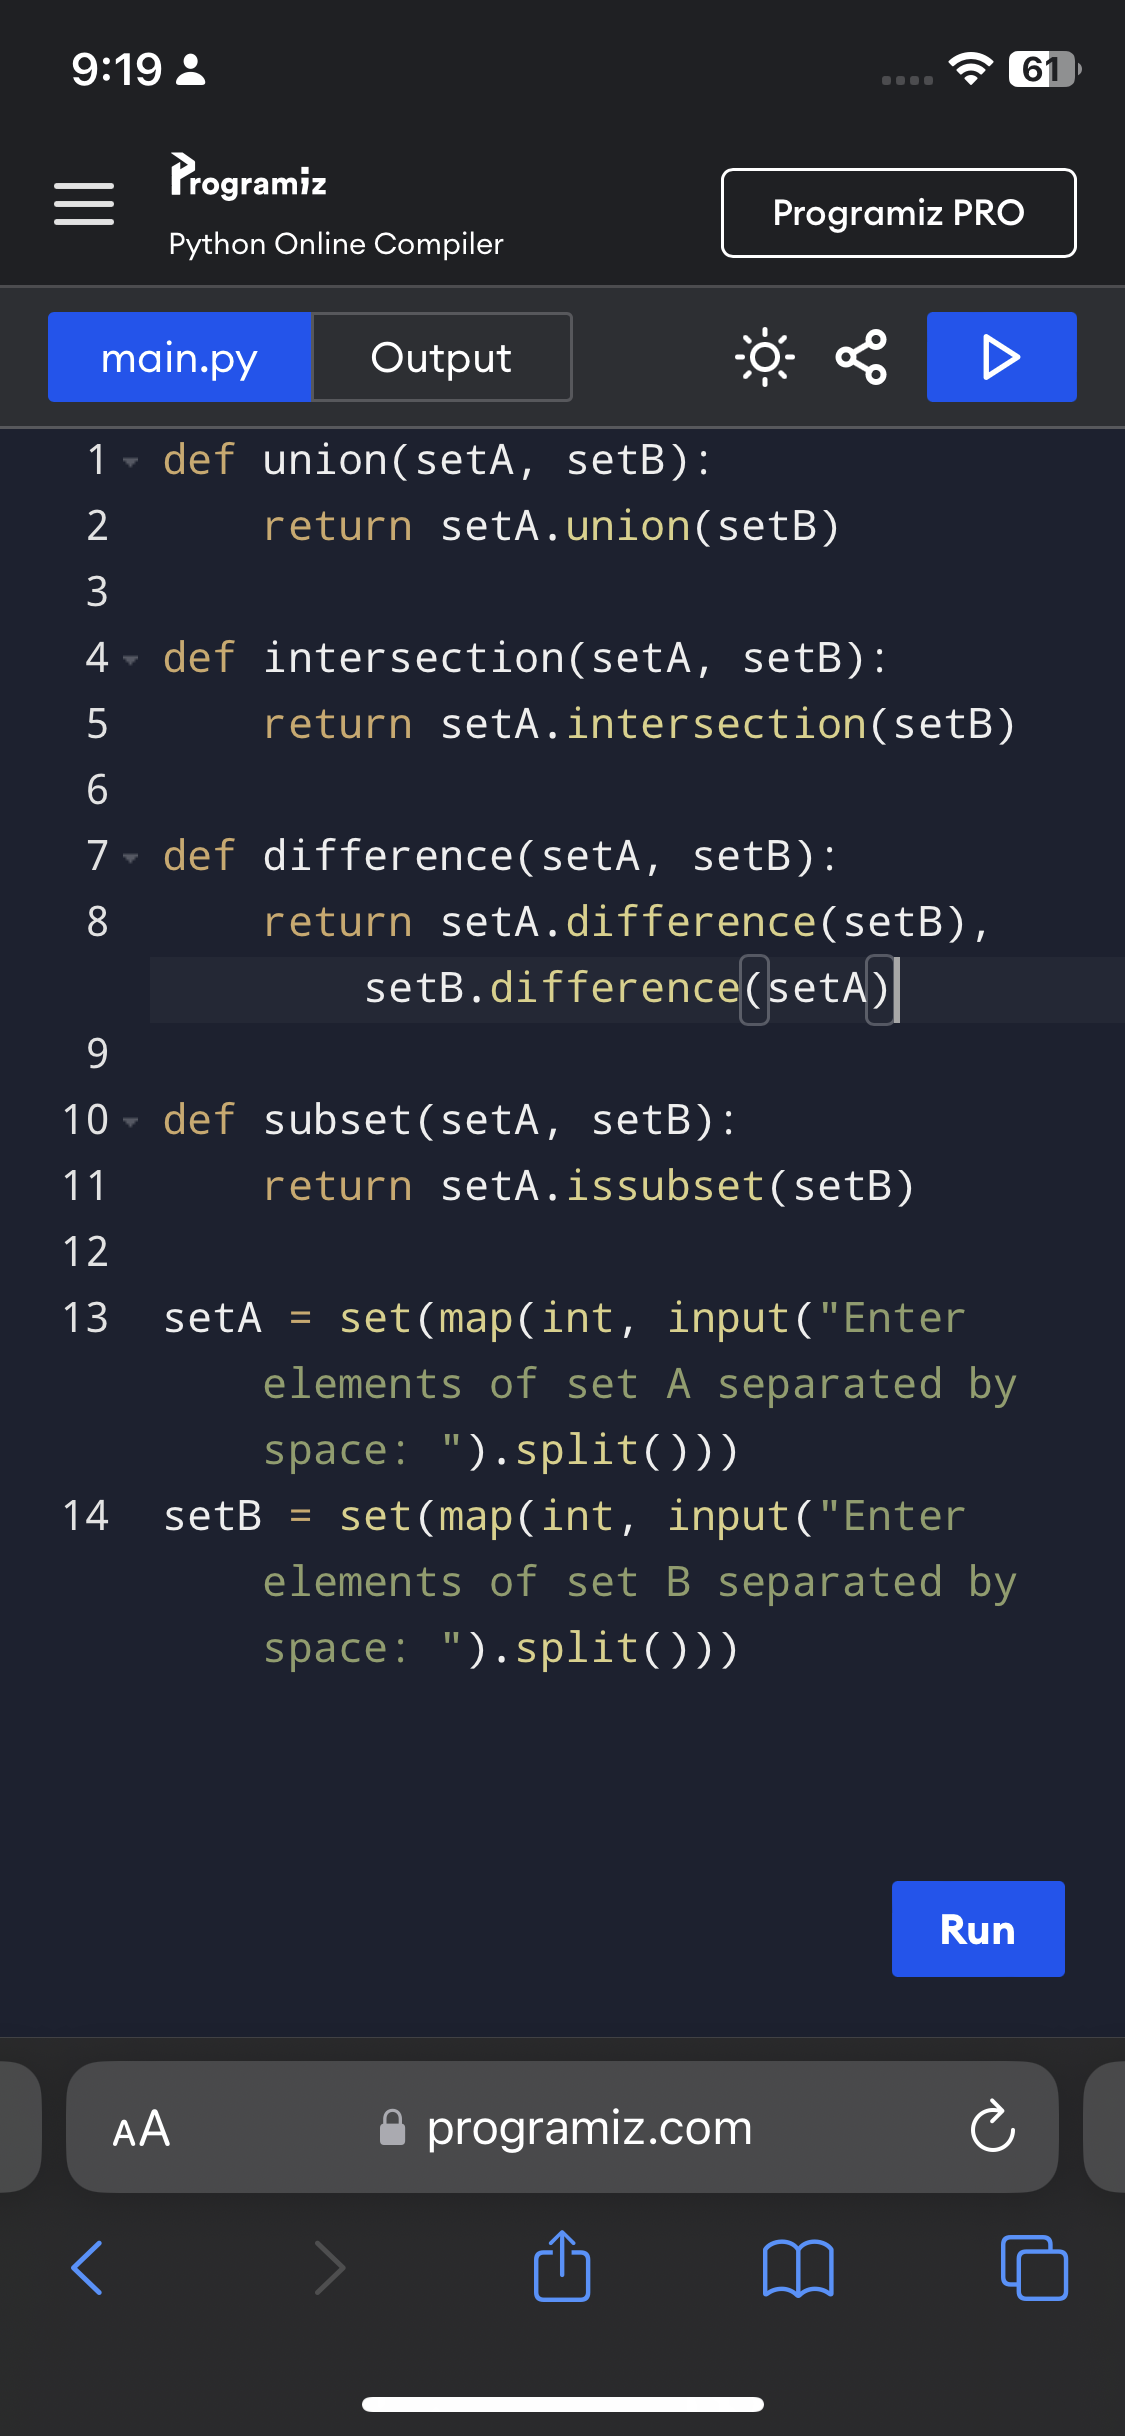 9:19
61
Programiz
Python Online Compiler
Programiz PRO
main.py
Output
1 def union(setA, setB):
2     return setA.union(setB)
3
4 def intersection(setA, setB):
5     return setA.intersection(setB)
6
7 def difference(setA, setB):
8     return setA.difference(setB),
        setB.difference(setA)
9
10 def subset(setA, setB):
11     return setA.issubset(setB)
12
13 setA = set(map(int, input("Enter
    elements of set A separated by
    space: ").split()))
14 setB = set(map(int, input("Enter
    elements of set B separated by
    space: ").split()))
Run
AA
programiz.com